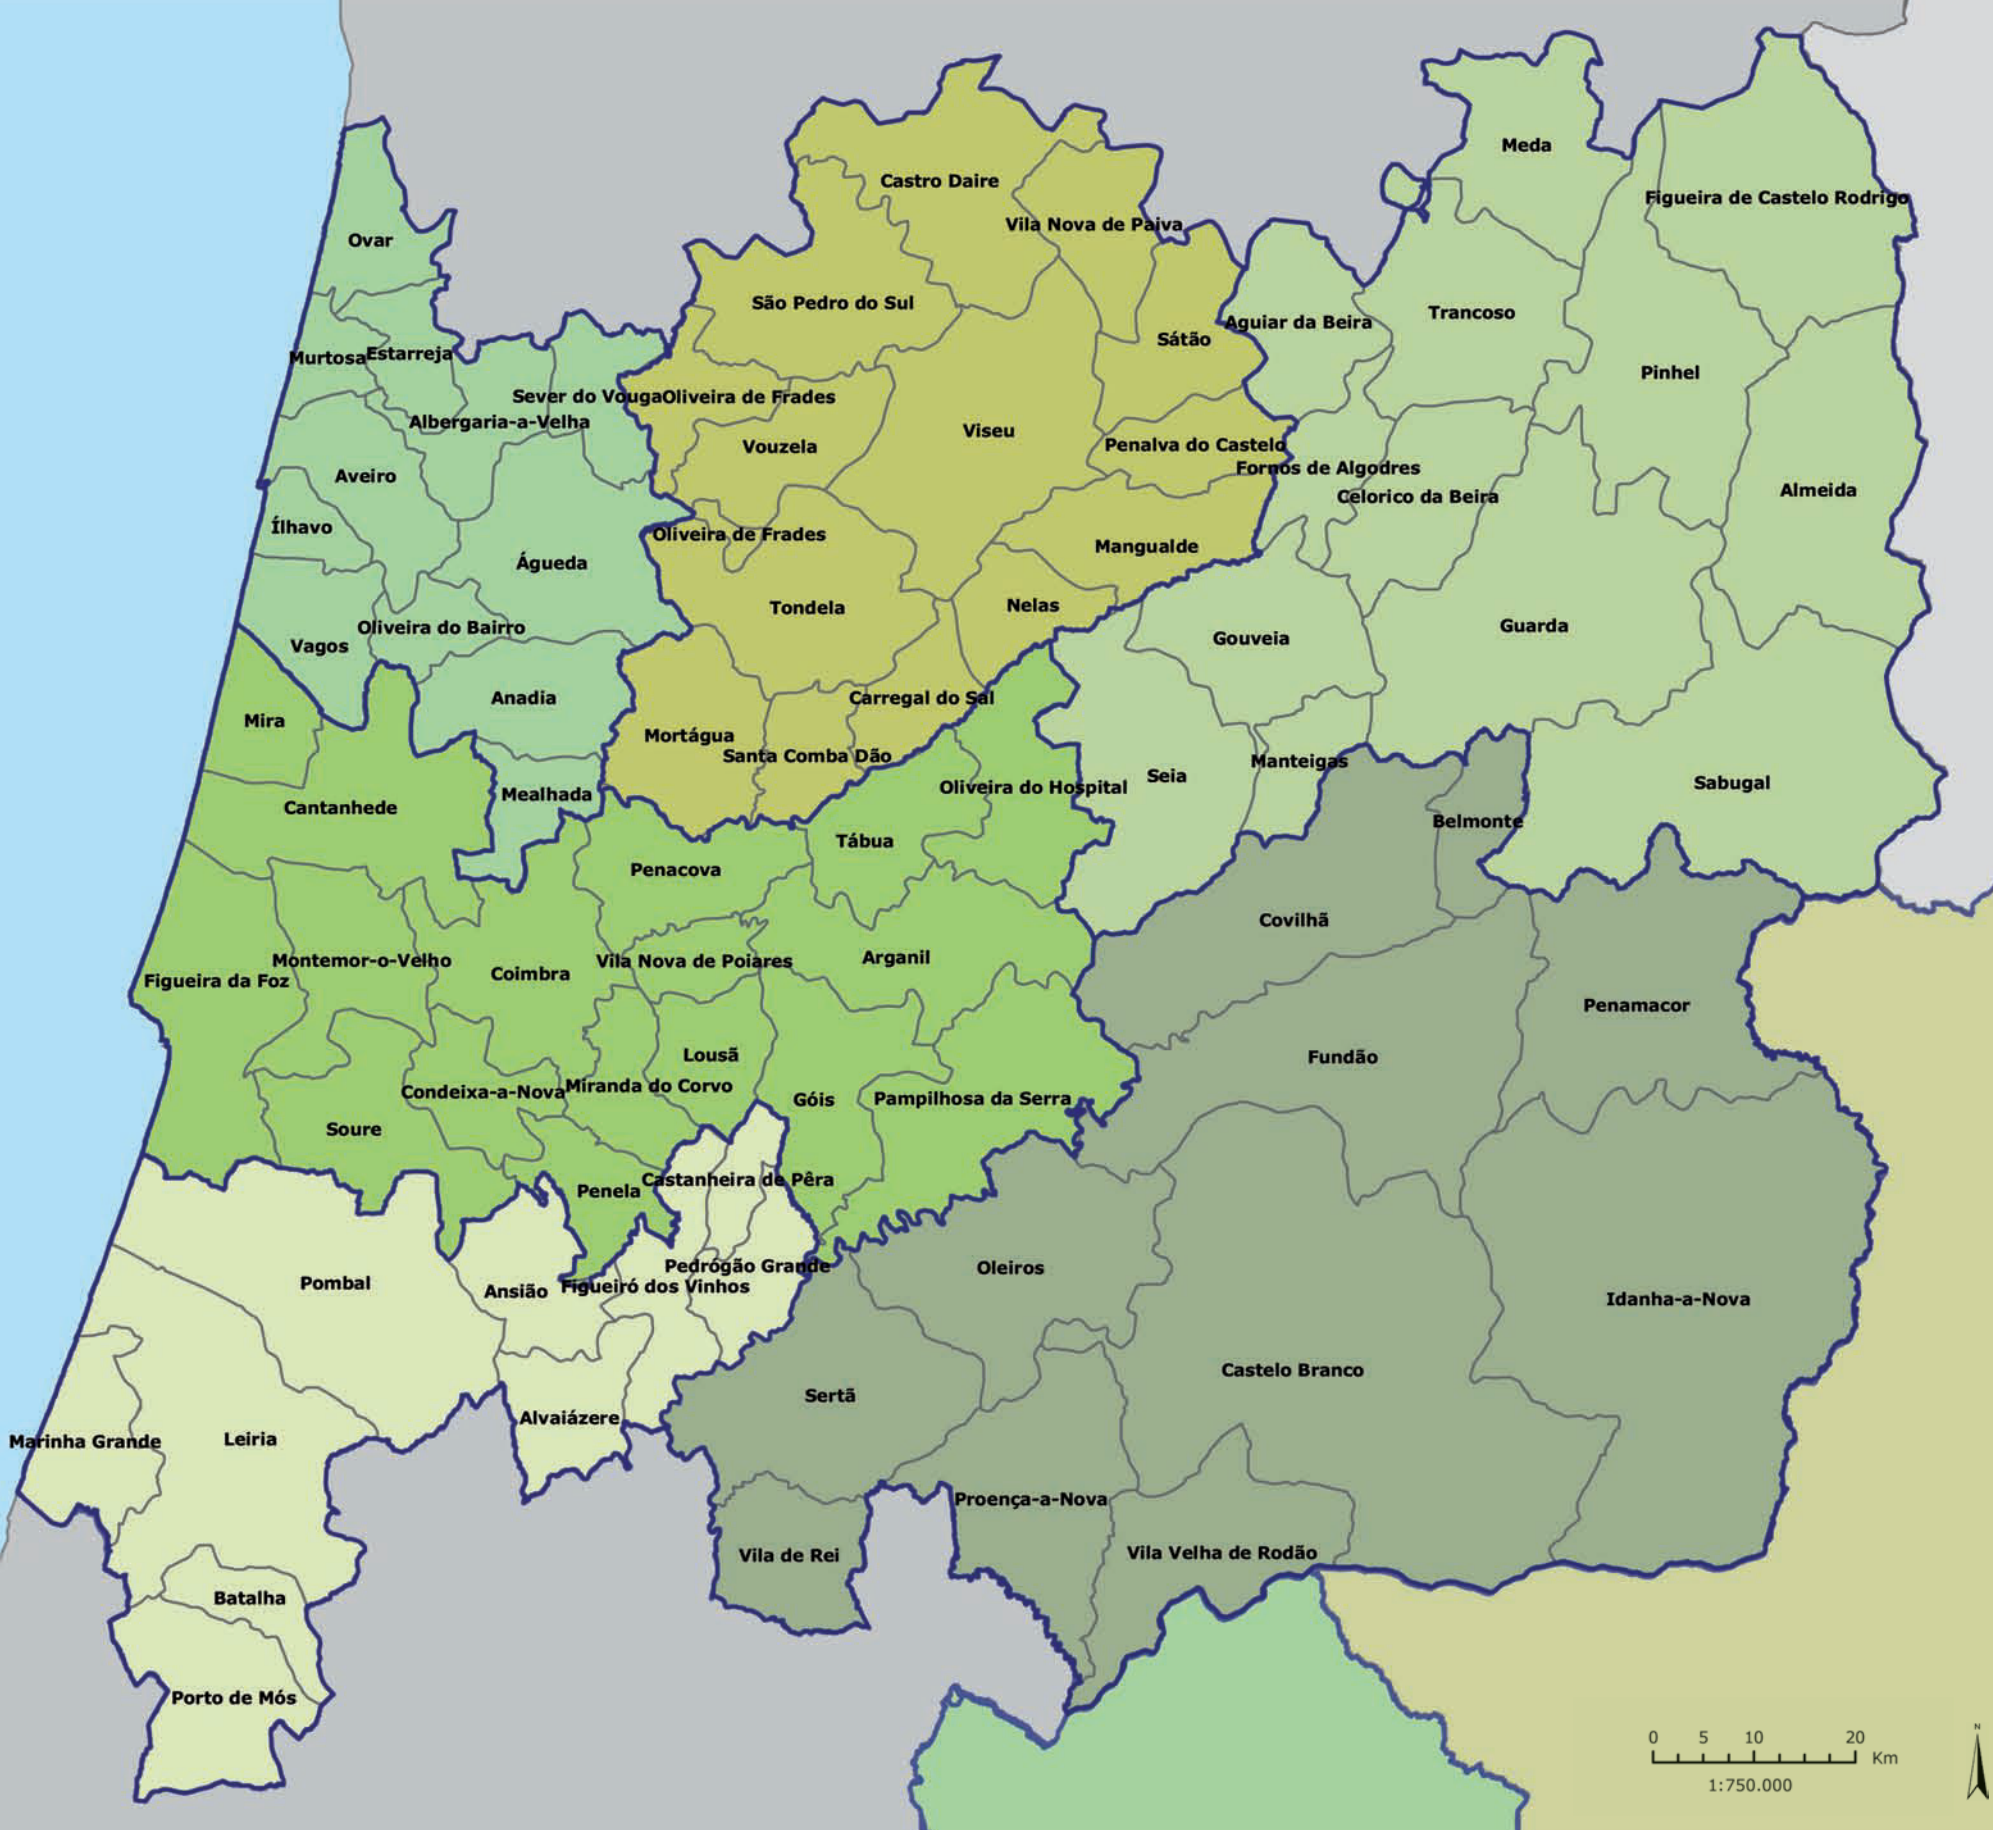 Meda
Castro Daire
Figueira de Castelo Rodrigo
Vila Nova de Paiva
Ovar
São Pedro do Sul
Trancoso
Aguiar da Beira
Sátão
Murtosa
Estarreja
Pinhel
Sever do Vouga
Oliveira de Frades
Albergaria-a-Velha
Viseu
Vouzela
Penalva do Castelo
Fornos de Algodres
Aveiro
Almeida
Celorico da Beira
Ílhavo
Oliveira de Frades
Mangualde
Águeda
Nelas
Tondela
Oliveira do Bairro
Guarda
Gouveia
Vagos
Anadia
Carregal do Sal
Mira
Mortágua
Santa Comba Dão
Manteigas
Seia
Sabugal
Oliveira do Hospital
Mealhada
Cantanhede
Belmonte
Tábua
Penacova
Covilhã
Arganil
Montemor-o-Velho
Vila Nova de Poiares
Coimbra
Figueira da Foz
Penamacor
Lousã
Fundão
Miranda do Corvo
Condeixa-a-Nova
Góis
Pampilhosa da Serra
Soure
Castanheira de Pêra
Penela
Pedrógão Grande
Oleiros
Pombal
Figueiró dos Vinhos
Ansião
Idanha-a-Nova
Castelo Branco
Sertã
Alvaiázere
Leiria
Marinha Grande
Proença-a-Nova
Vila Velha de Rodão
Vila de Rei
Batalha
Porto de Mós
0 5 10 20
Km
1:750.000
N